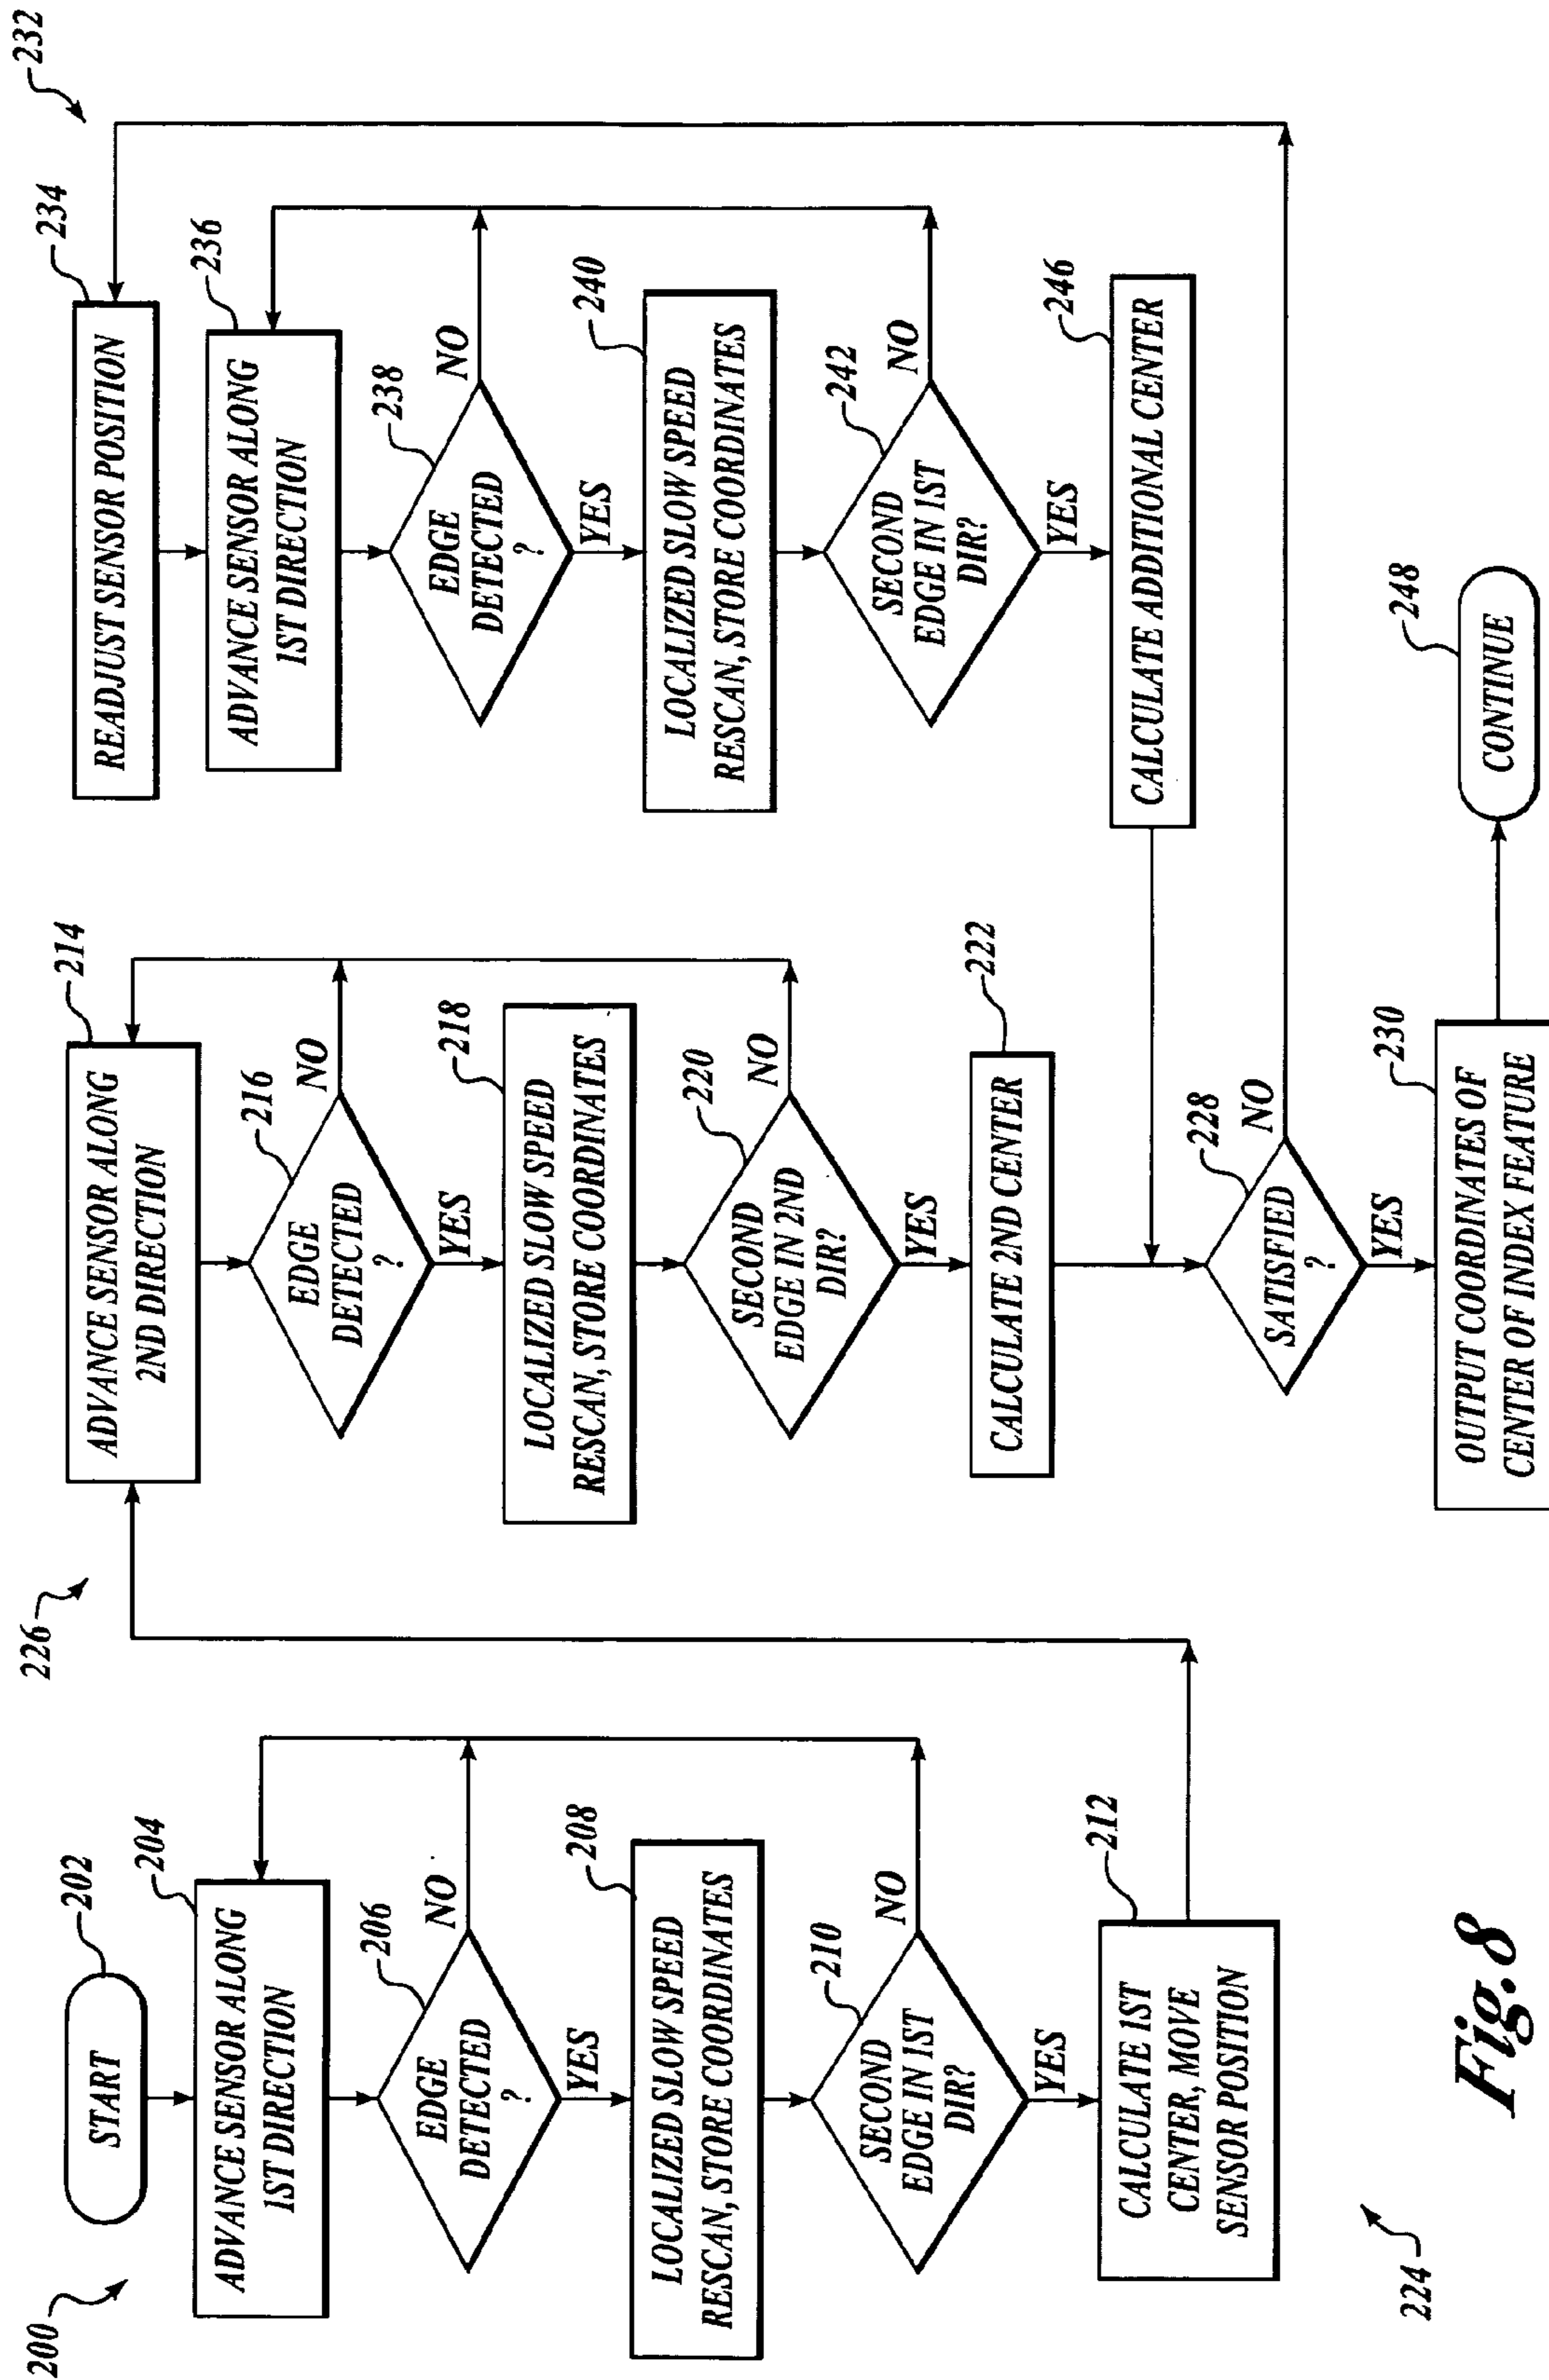 200
START
202
ADVANCE SENSOR ALONG
1ST DIRECTION
204
EDGE
DETECTED
?
206
NO
YES
LOCALIZED SLOW SPEED
RESCAN, STORE COORDINATES
208
SECOND
EDGE IN 1ST
DIR?
210
NO
YES
CALCULATE 1ST
CENTER, MOVE
SENSOR POSITION
212
224
226
ADVANCE SENSOR ALONG
2ND DIRECTION
214
EDGE
DETECTED
?
216
NO
YES
LOCALIZED SLOW SPEED
RESCAN, STORE COORDINATES
218
SECOND
EDGE IN 2ND
DIR?
220
NO
YES
CALCULATE 2ND CENTER
222
SATISFIED
?
228
NO
YES
OUTPUT COORDINATES OF
CENTER OF INDEX FEATURE
230
232
READJUST SENSOR POSITION
234
ADVANCE SENSOR ALONG
1ST DIRECTION
236
EDGE
DETECTED
?
238
NO
YES
LOCALIZED SLOW SPEED
RESCAN, STORE COORDINATES
240
SECOND
EDGE IN 1ST
DIR?
242
NO
YES
CALCULATE ADDITIONAL CENTER
246
CONTINUE
248
Fig.8